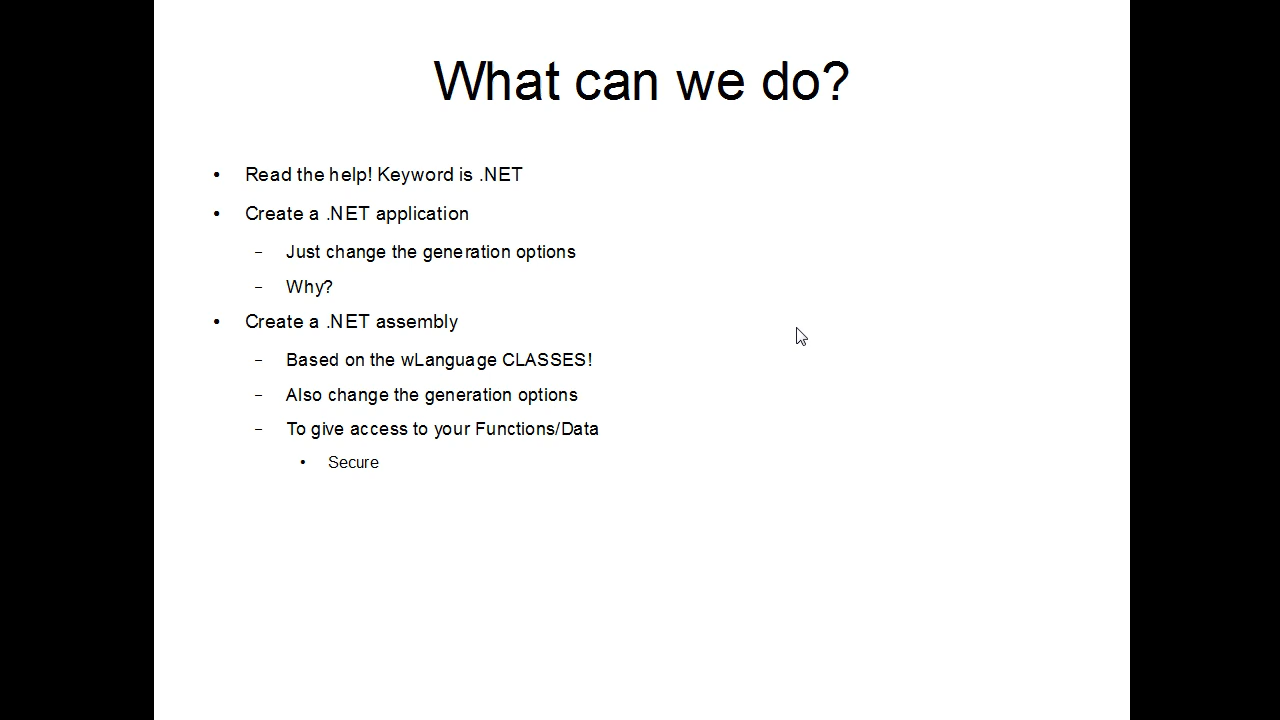 What can we do?
• Read the help! Keyword is .NET
• Create a .NET application
– Just change the generation options
– Why?
• Create a .NET assembly
– Based on the wLanguage CLASSES!
– Also change the generation options
– To give access to your Functions/Data
• Secure